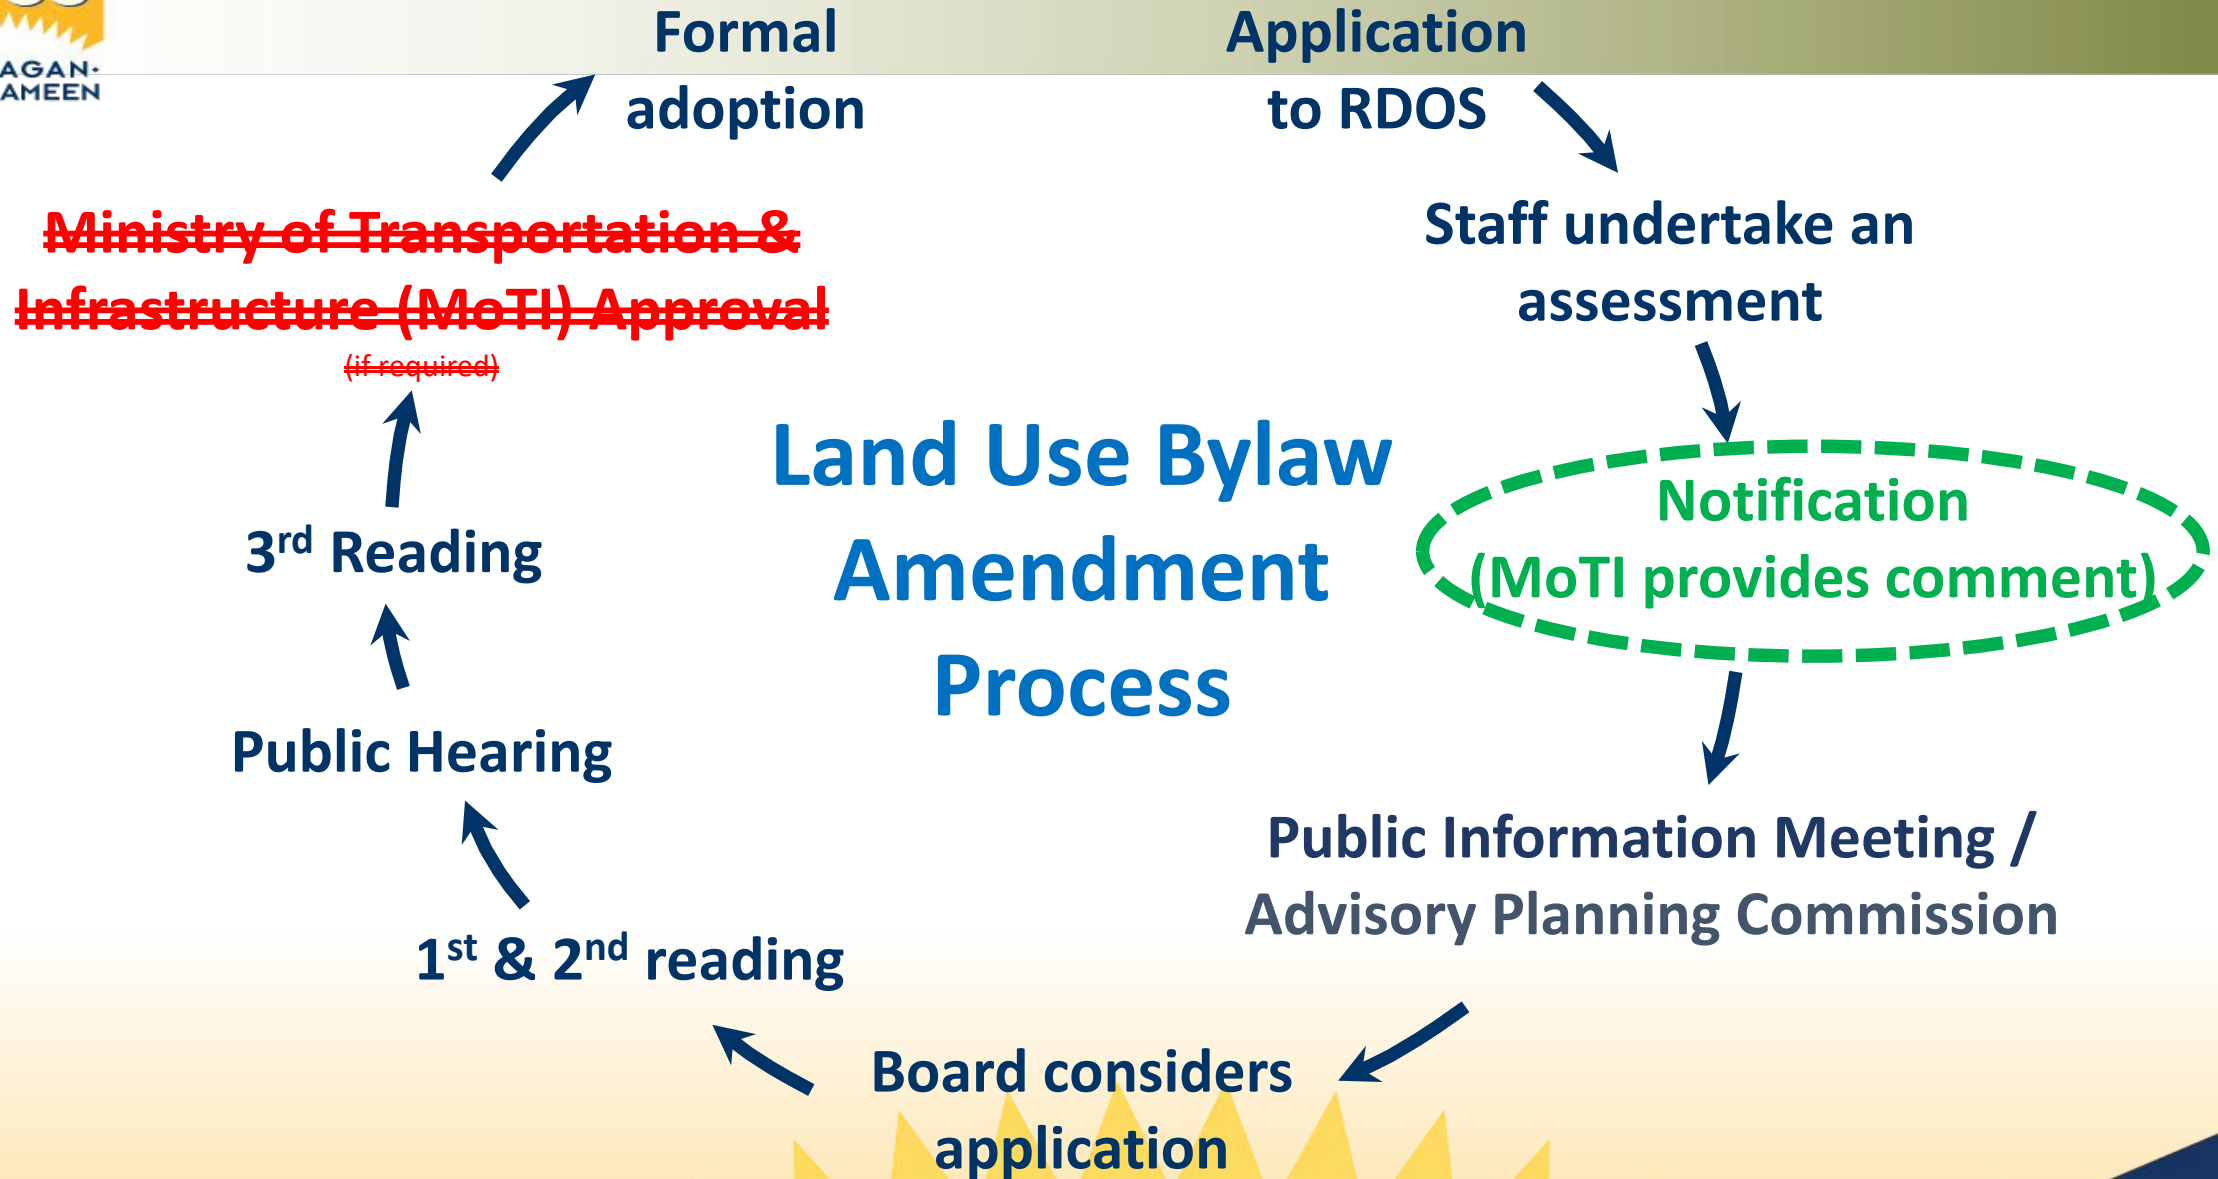 AGAN·
AMEEN
Formal
adoption
Application
to RDOS
Staff undertake an
assessment
Notification
(MoTI provides comment)
Public Information Meeting /
Advisory Planning Commission
Board considers
application
1st & 2nd reading
Public Hearing
3rd Reading
Ministry of Transportation &
Infrastructure (MoTI) Approval
(if required)
Land Use Bylaw
Amendment
Process